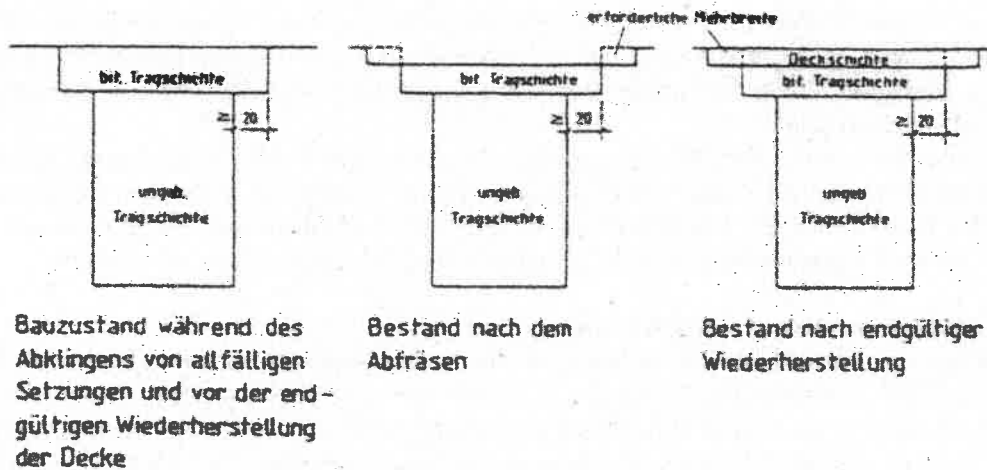 erforderliche Mehrbreite
bit. Tragschichte
≥ 20
ungeb.
Tragschichte
Bauzustand während des
Abklingens von allfälligen
Setzungen und vor der end-
gültigen Wiederherstellung
der Decke
bit. Tragschichte
≥ 20
ungeb
Tragschichte
Bestand nach dem
Abfräsen
Deckschichte
bit. Tragschichte
≥ 20
ungeb
Tragschichte
Bestand nach endgültiger
Wiederherstellung